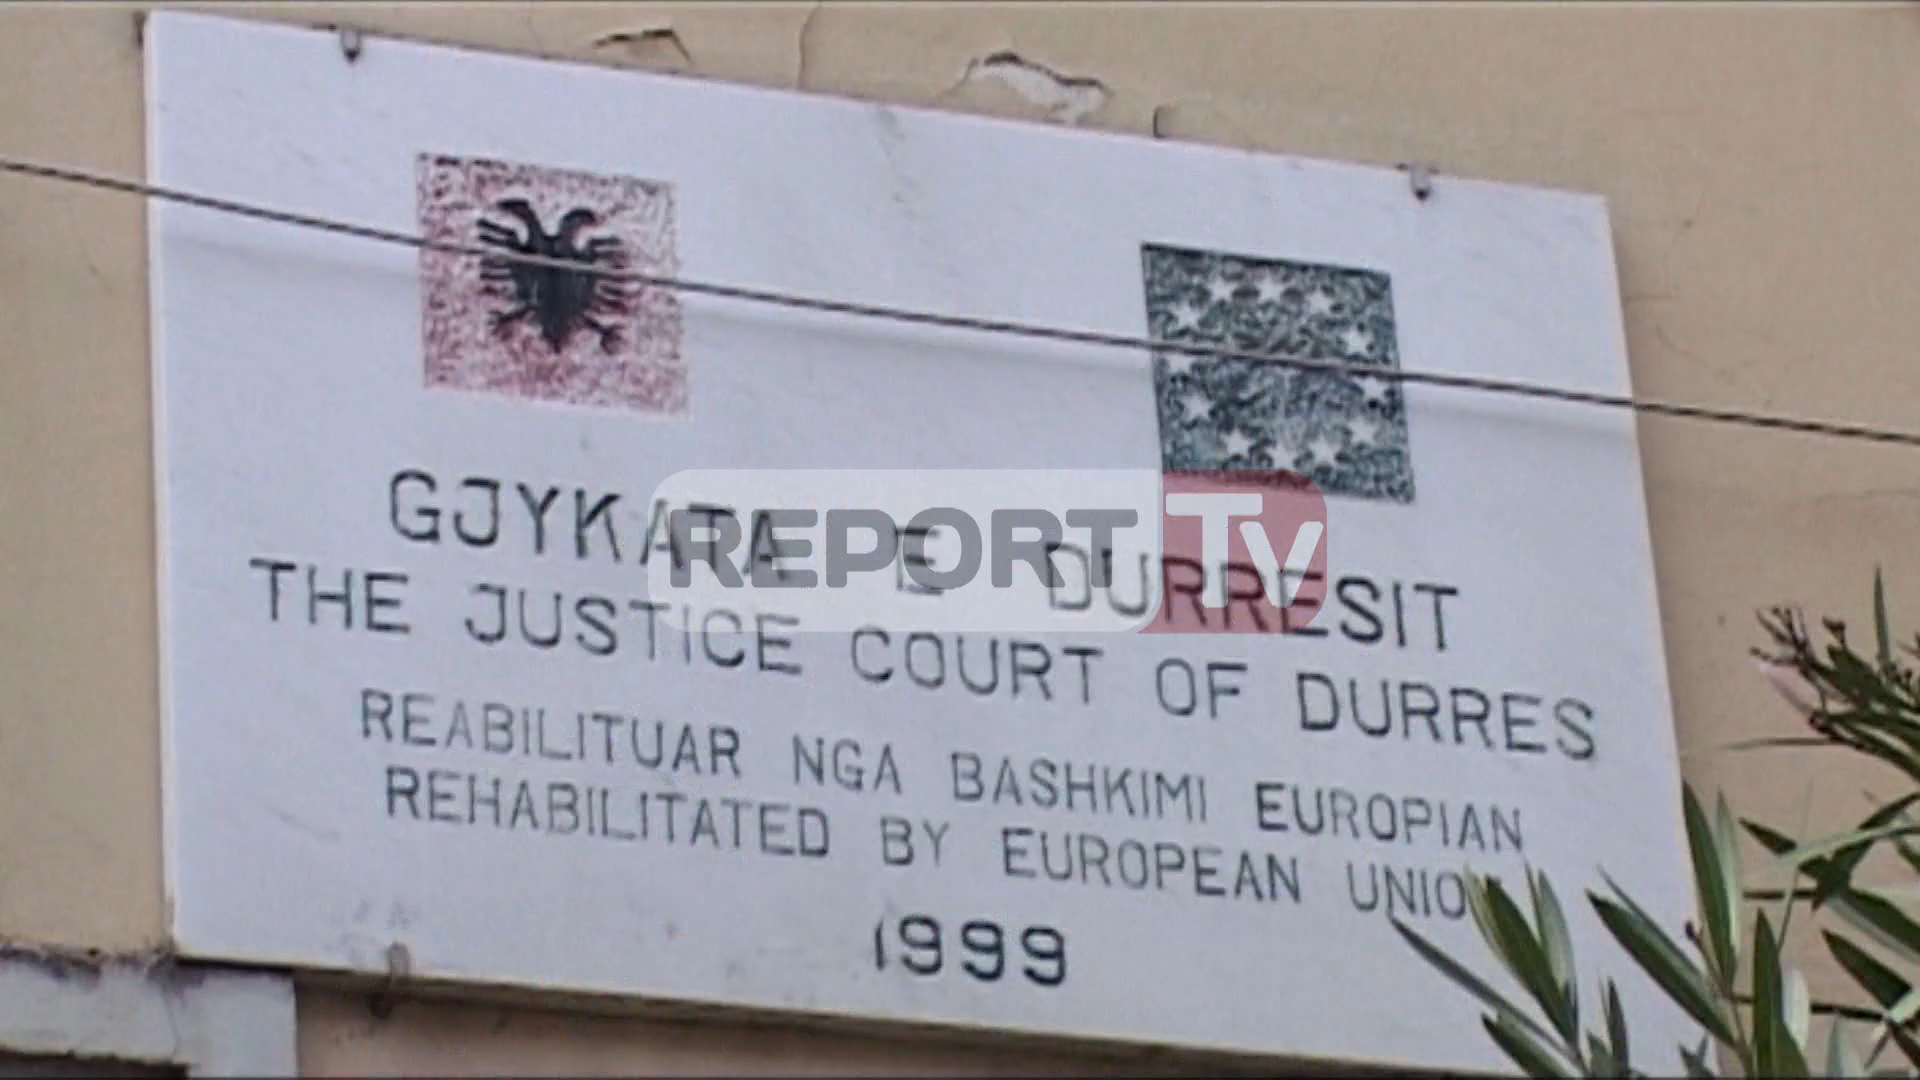 GJYKATA E DURRESIT
REPORT Tv
THE JUSTICE COURT OF DURRES
REABILITUAR NGA BASHKIMI EUROPIAN
REHABILITATED BY EUROPEAN UNION
1999